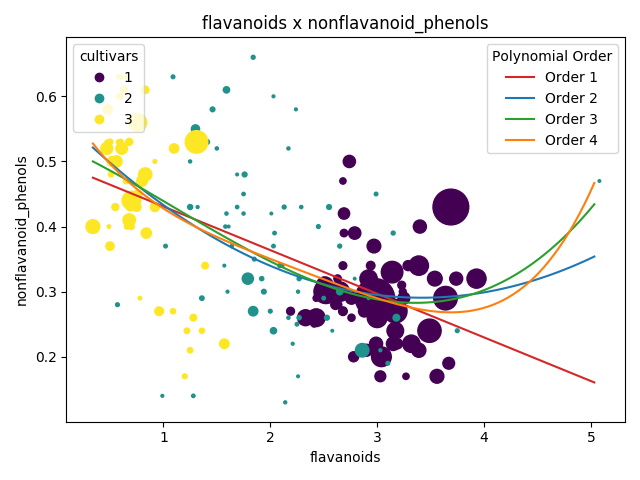 flavanoids x nonflavanoid_phenols
cultivars
1
2
3
Polynomial Order
Order 1
Order 2
Order 3
Order 4
nonflavanoid_phenols
0.6
0.5
0.4
0.3
0.2
1 2 3 4 5
flavanoids